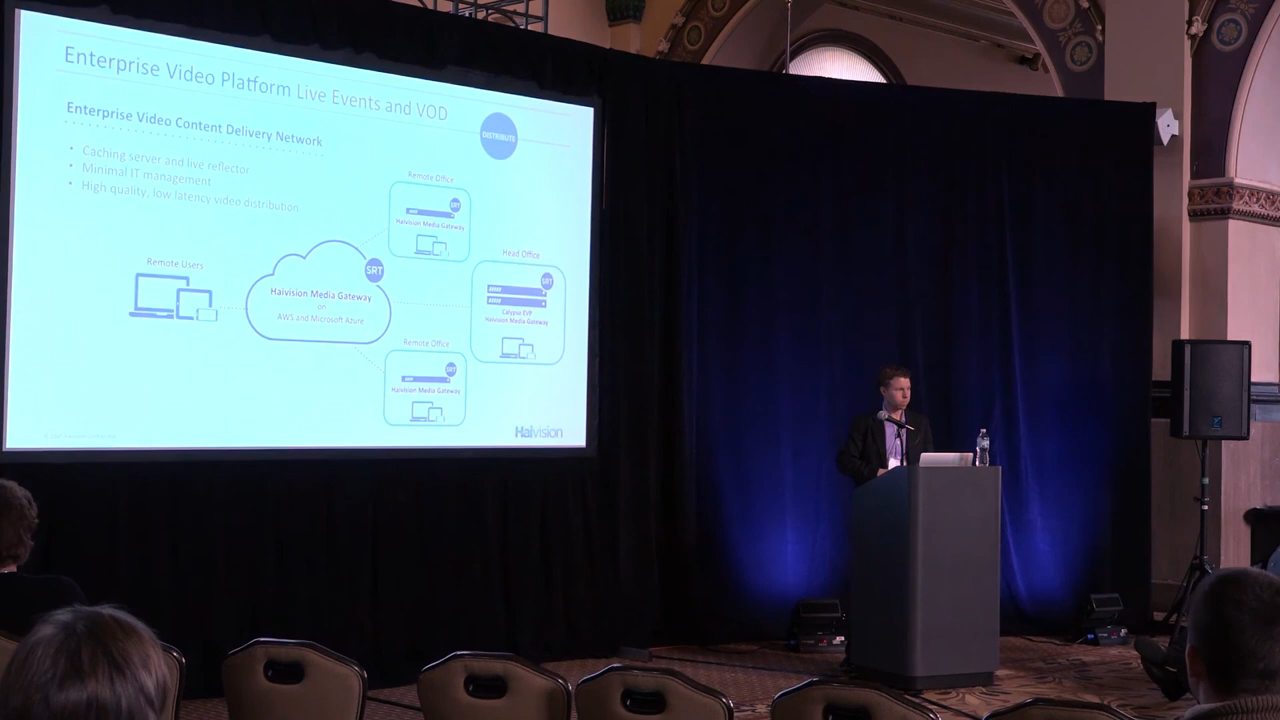 Enterprise Video Platform Live Events and VOD
DISTRIBUTE
Enterprise Video Content Delivery Network
• Caching server and live reflector
• Minimal IT management
• High quality, low latency video distribution
Remote Office
SRT
Haivision Media Gateway
Head Office
SRT
Calypso EVP
Haivision Media Gateway
Remote Users
SRT
Haivision Media Gateway
on
AWS and Microsoft Azure
Remote Office
SRT
Haivision Media Gateway
Haivision